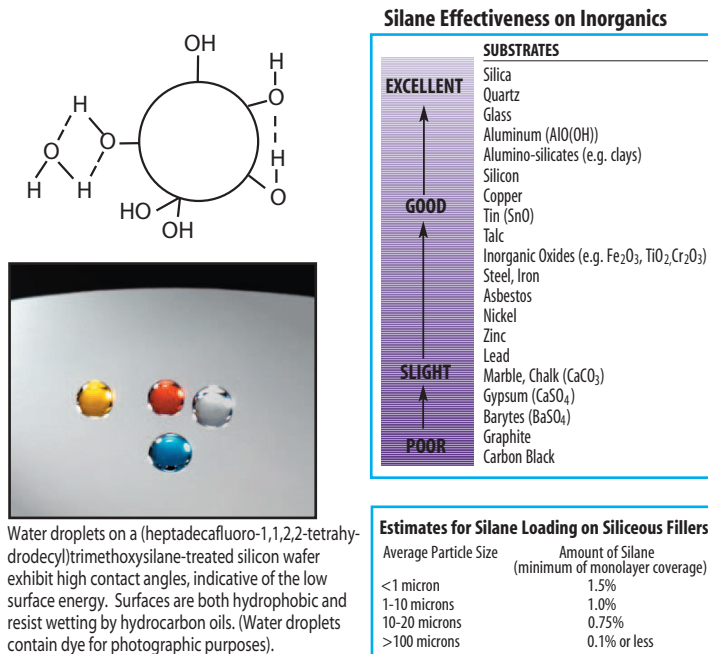 OH
H
O
H
H
O
O
H
H
O
HO
OH
Water droplets on a (heptadecafluoro-1,1,2,2-tetrahy-
drodecyl)trimethoxysilane-treated silicon wafer
exhibit high contact angles, indicative of the low
surface energy.  Surfaces are both hydrophobic and
resist wetting by hydrocarbon oils. (Water droplets
contain dye for photographic purposes).
Silane Effectiveness on Inorganics
SUBSTRATES
EXCELLENT
GOOD
SLIGHT
POOR
Silica
Quartz
Glass
Aluminum (AlO(OH))
Alumino-silicates (e.g. clays)
Silicon
Copper
Tin (SnO)
Talc
Inorganic Oxides (e.g. Fe₂O₃, TiO₂,Cr₂O₃)
Steel, Iron
Asbestos
Nickel
Zinc
Lead
Marble, Chalk (CaCO₃)
Gypsum (CaSO₄)
Barytes (BaSO₄)
Graphite
Carbon Black
Estimates for Silane Loading on Siliceous Fillers
Average Particle Size Amount of Silane
(minimum of monolayer coverage)
<1 micron 1.5%
1-10 microns 1.0%
10-20 microns 0.75%
>100 microns 0.1% or less